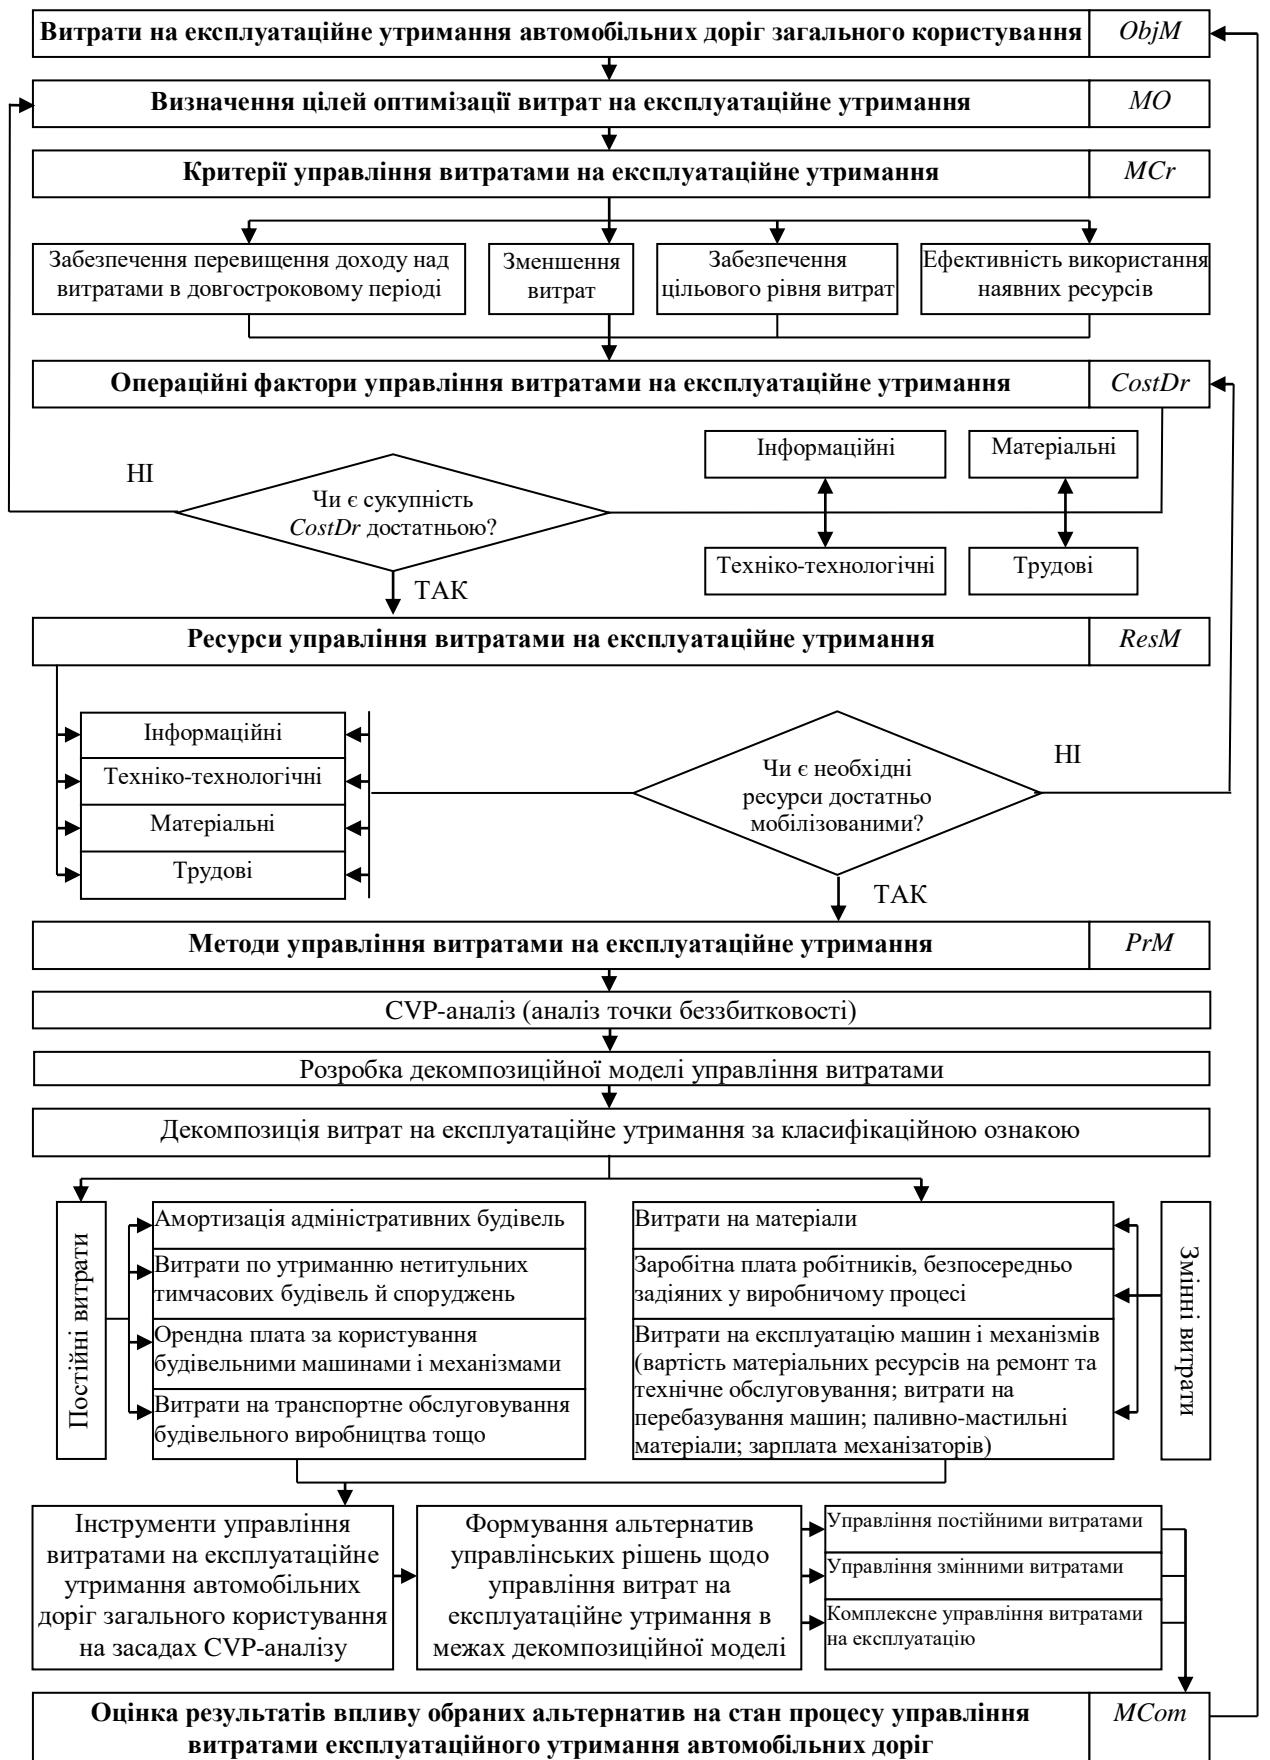 Витрати на експлуатаційне утримання автомобільних доріг загального користування ObjM
Визначення цілей оптимізації витрат на експлуатаційне утримання MO
Критерії управління витратами на експлуатаційне утримання MCr
Забезпечення перевищення доходу над
витратами в довгостроковому періоді
Зменшення
витрат
Забезпечення
цільового рівня витрат
Ефективність використання
наявних ресурсів
Операційні фактори управління витратами на експлуатаційне утримання CostDr
Інформаційні
Матеріальні
НІ
Чи є сукупність
CostDr достатньою?
Техніко-технологічні
Трудові
ТАК
Ресурси управління витратами на експлуатаційне утримання ResM
Інформаційні
Техніко-технологічні
Матеріальні
Трудові
Чи є необхідні
ресурси достатньо
мобілізованими?
НІ
ТАК
Методи управління витратами на експлуатаційне утримання PrM
CVP-аналіз (аналіз точки беззбитковості)
Розробка декомпозиційної моделі управління витратами
Декомпозиція витрат на експлуатаційне утримання за класифікаційною ознакою
Постійні витрати
Амортизація адміністративних будівель
Витрати по утриманню нетитульних
тимчасових будівель й споруджень
Орендна плата за користування
будівельними машинами і механізмами
Витрати на транспортне обслуговування
будівельного виробництва тощо
Витрати на матеріали
Заробітна плата робітників, безпосередньо
задіяних у виробничому процесі
Витрати на експлуатацію машин і механізмів
(вартість матеріальних ресурсів на ремонт та
технічне обслуговування; витрати на
перебазування машин; паливно-мастильні
матеріали; зарплата механізаторів)
Змінні витрати
Інструменти управління
витратами на експлуатаційне
утримання автомобільних
доріг загального користування
на засадах CVP-аналізу
Формування альтернатив
управлінських рішень щодо
управління витрат на
експлуатаційне утримання в
межах декомпозиційної моделі
Управління постійними витратами
Управління змінними витратами
Комплексне управління витратами
на експлуатацію
Оцінка результатів впливу обраних альтернатив на стан процесу управління
витратами експлуатаційного утримання автомобільних доріг
MCom